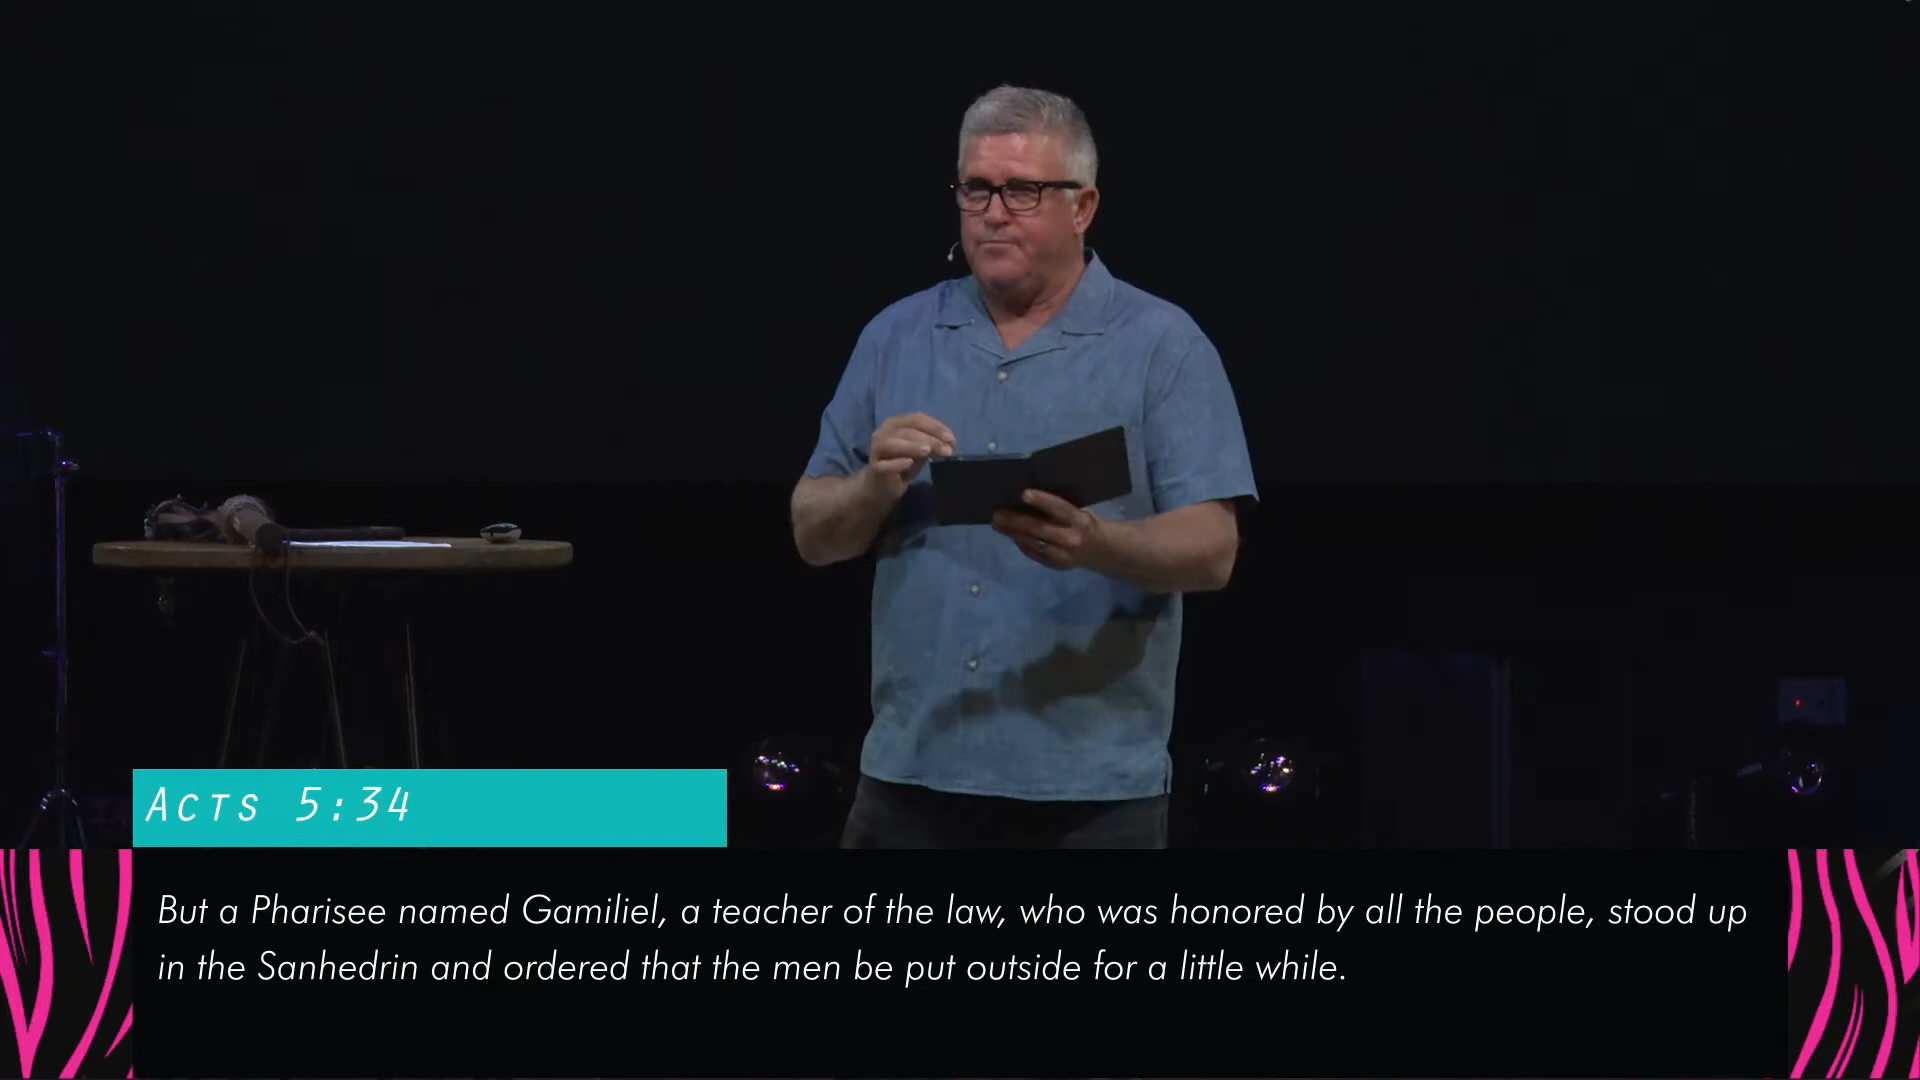 Acts 5:34
But a Pharisee named Gamiliel, a teacher of the law, who was honored by all the people, stood up
in the Sanhedrin and ordered that the men be put outside for a little while.